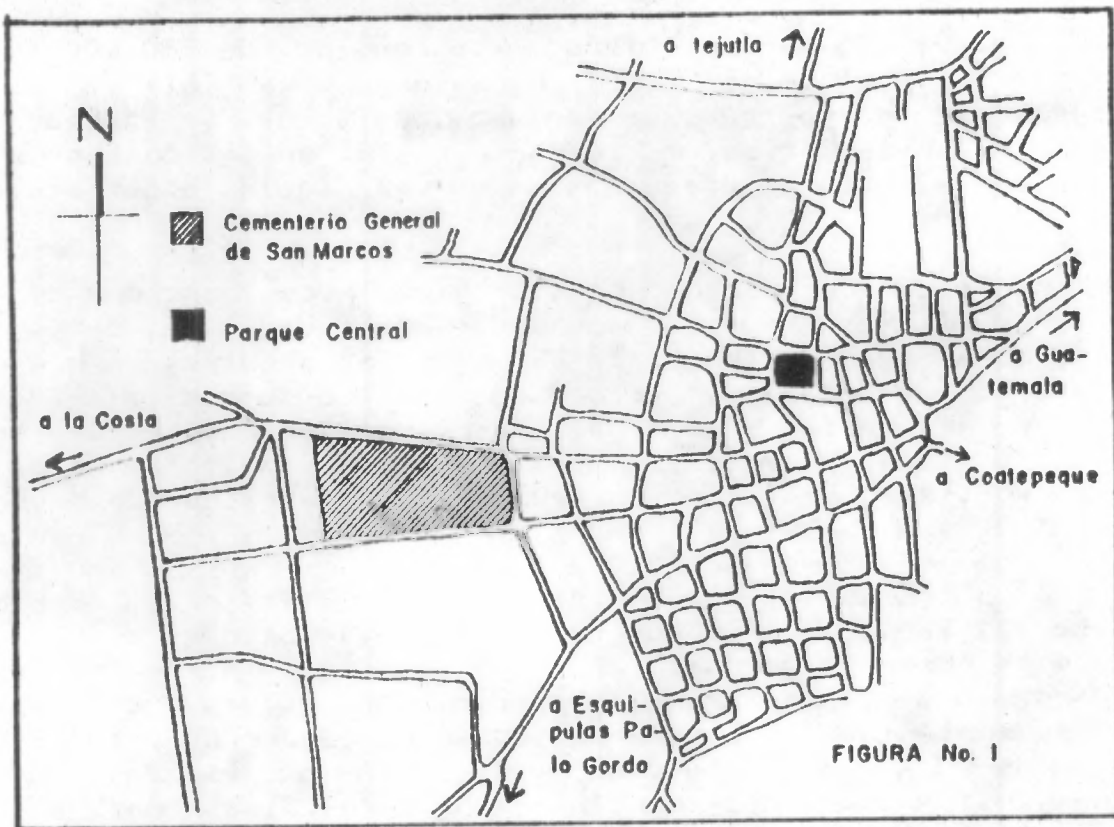 a tejutla
N
Cementerio General
de San Marcos
Parque Central
a Gua-
temala
a la Costa
a Coatepeque
a Esqui-
pulas Pa-
lo Gordo
FIGURA No. 1